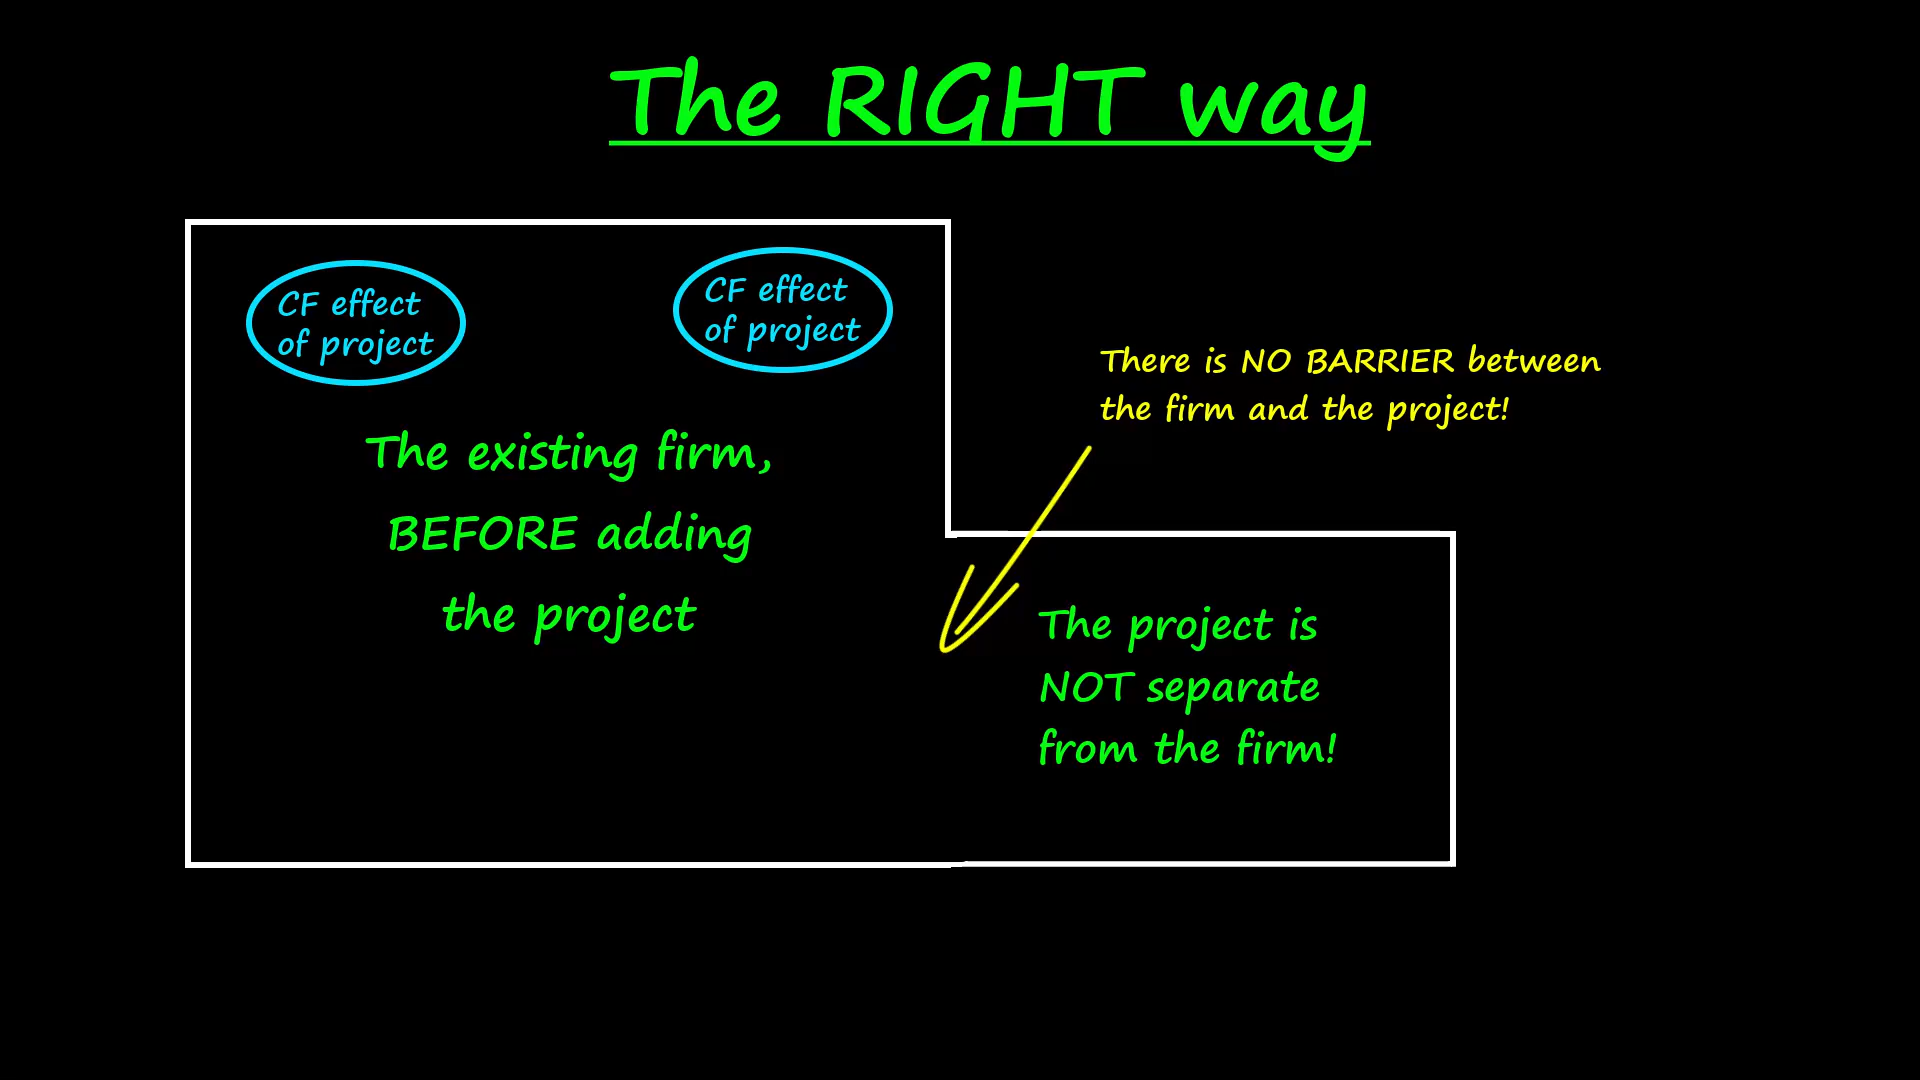 The RIGHT way
CF effect
of project
CF effect
of project
There is NO BARRIER between
the firm and the project!
The existing firm,
BEFORE adding
the project
The project is
NOT separate
from the firm!